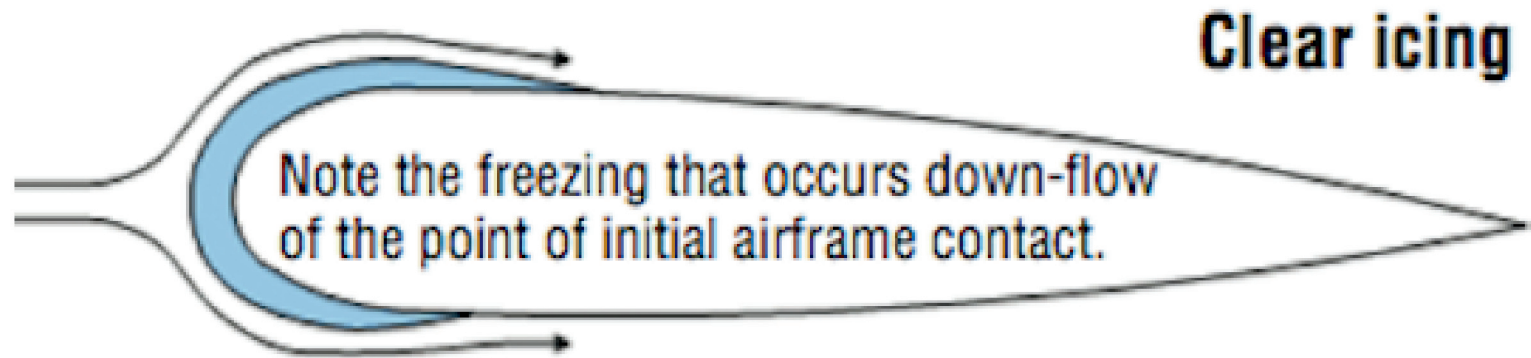 Clear icing
Note the freezing that occurs down-flow
of the point of initial airframe contact.